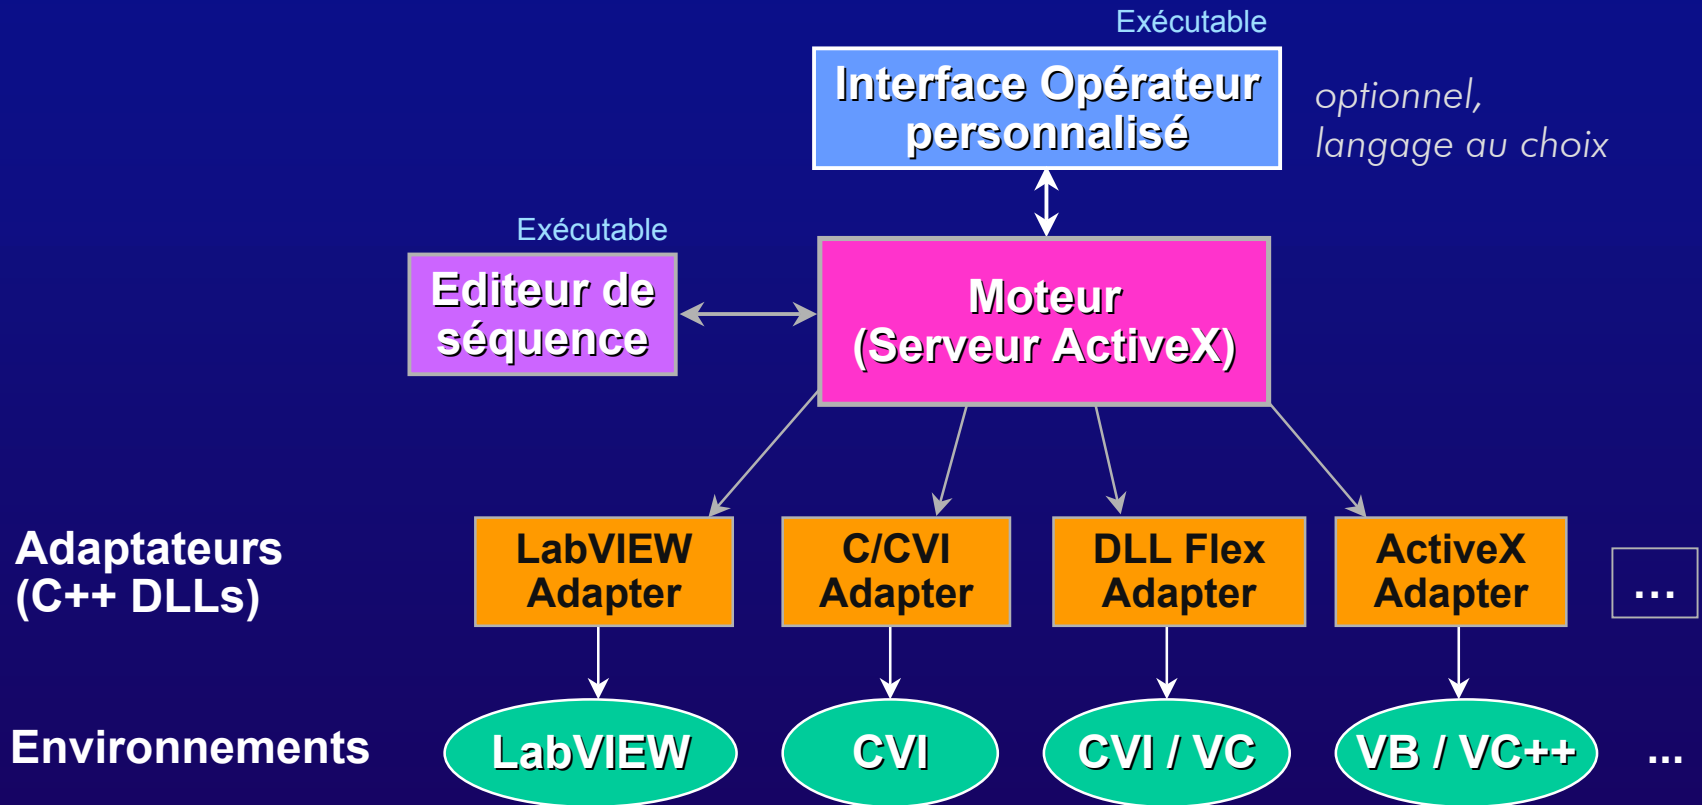 Exécutable
Interface Opérateur
personnalisé
optionnel,
langage au choix
Exécutable
Editeur de
séquence
Moteur
(Serveur ActiveX)
Adaptateurs
(C++ DLLs)
LabVIEW
Adapter
C/CVI
Adapter
DLL Flex
Adapter
ActiveX
Adapter
...
Environnements
LabVIEW
CVI
CVI / VC
VB / VC++
...